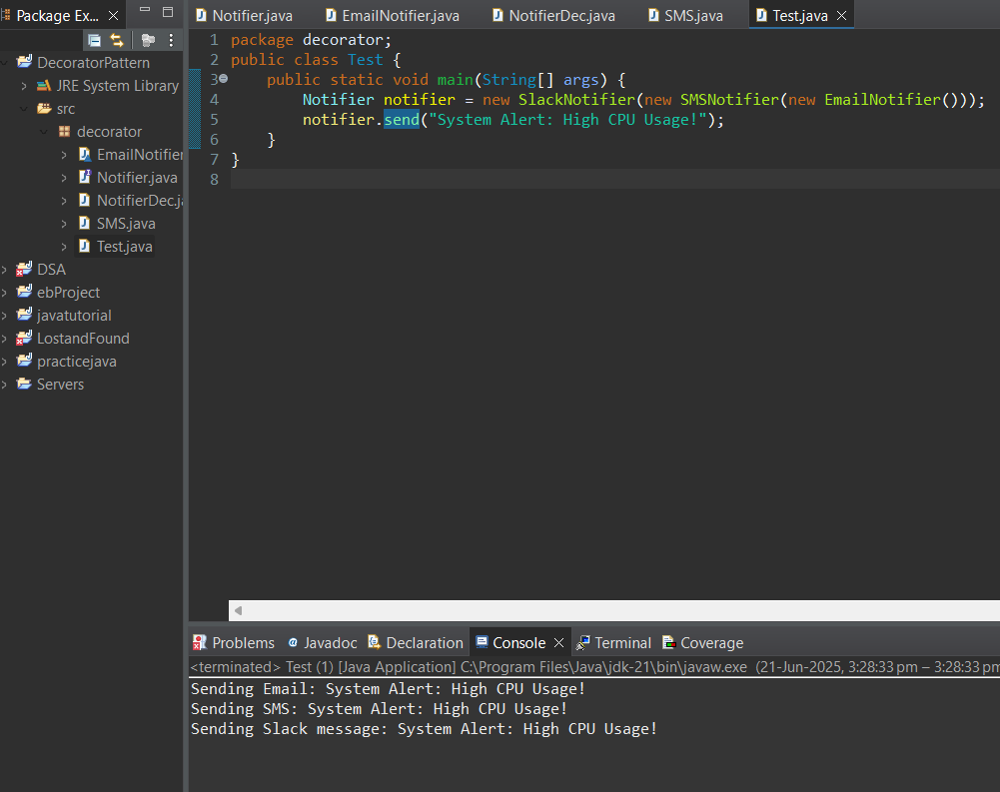 Package Ex...
DecoratorPattern
JRE System Library
src
decorator
EmailNotifier
Notifier.java
NotifierDec.ja
SMS.java
Test.java
DSA
ebProject
javatutorial
LostandFound
practicejava
Servers
Notifier.java EmailNotifier.java NotifierDec.java SMS.java Test.java
1 package decorator;
2 public class Test {
3 public static void main(String[] args) {
4 Notifier notifier = new SlackNotifier(new SMSNotifier(new EmailNotifier()));
5 notifier.send("System Alert: High CPU Usage!");
6 }
7 }
8
Problems @ Javadoc Declaration Console Terminal Coverage
<terminated> Test (1) [Java Application] C:\Program Files\Java\jdk-21\bin\javaw.exe (21-Jun-2025, 3:28:33 pm – 3:28:33 pm
Sending Email: System Alert: High CPU Usage!
Sending SMS: System Alert: High CPU Usage!
Sending Slack message: System Alert: High CPU Usage!